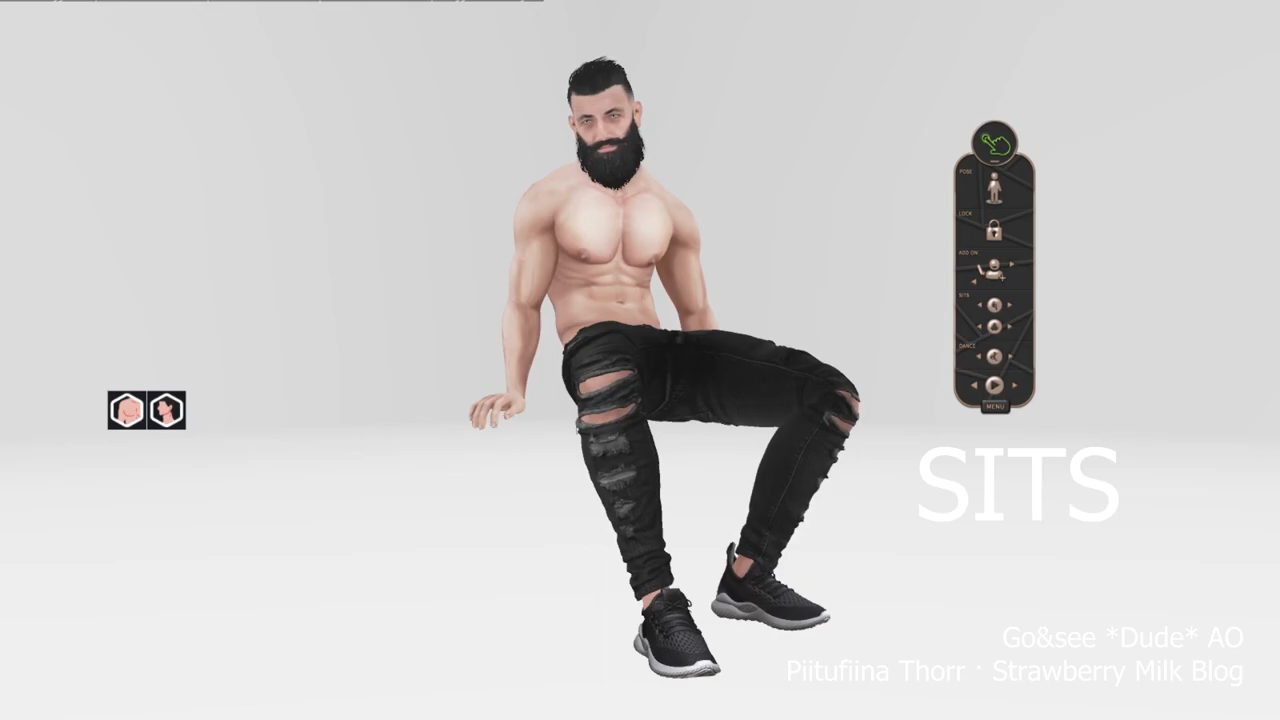 POSE
LOCK
ADD ON
SITS
DANCE
MENU
SITS
Go&see *Dude* AO
Piitufiina Thorr · Strawberry Milk Blog